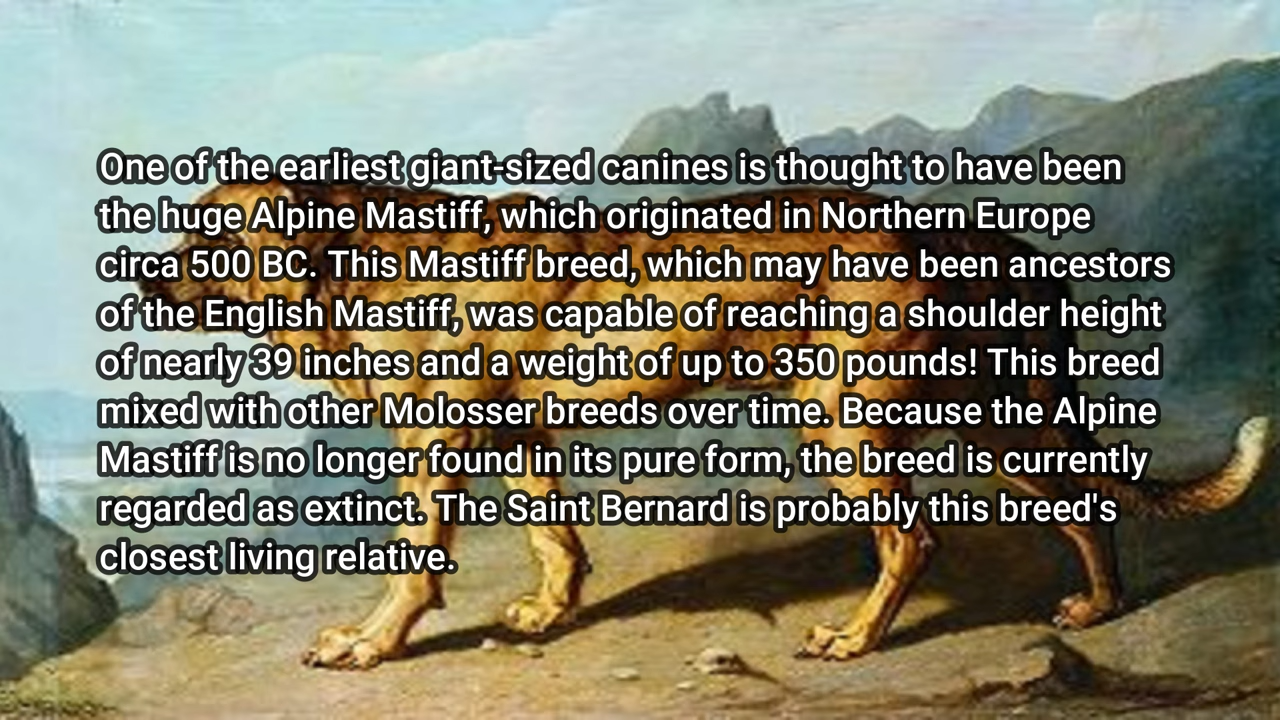 One of the earliest giant-sized canines is thought to have been
the huge Alpine Mastiff, which originated in Northern Europe
circa 500 BC. This Mastiff breed, which may have been ancestors
of the English Mastiff, was capable of reaching a shoulder height
of nearly 39 inches and a weight of up to 350 pounds! This breed
mixed with other Molosser breeds over time. Because the Alpine
Mastiff is no longer found in its pure form, the breed is currently
regarded as extinct. The Saint Bernard is probably this breed's
closest living relative.